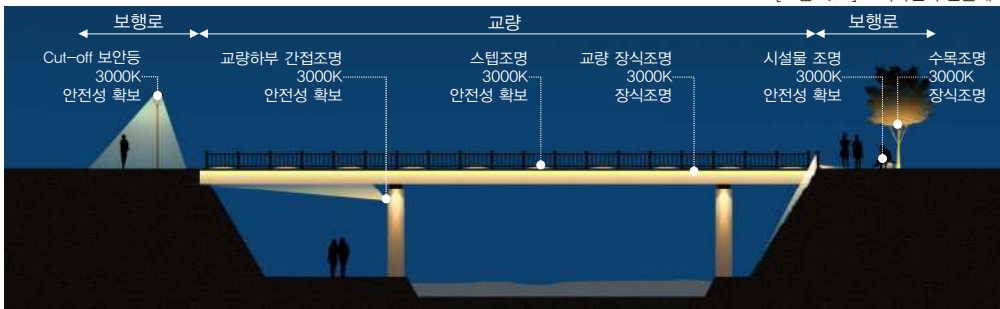 보행로
교량
보행로
Cut-off 보안등
3000K
안전성 확보
교량하부 간접조명
3000K
안전성 확보
스텝조명
3000K
안전성 확보
교량 장식조명
3000K
장식조명
시설물 조명
3000K
안전성 확보
수목조명
3000K
장식조명